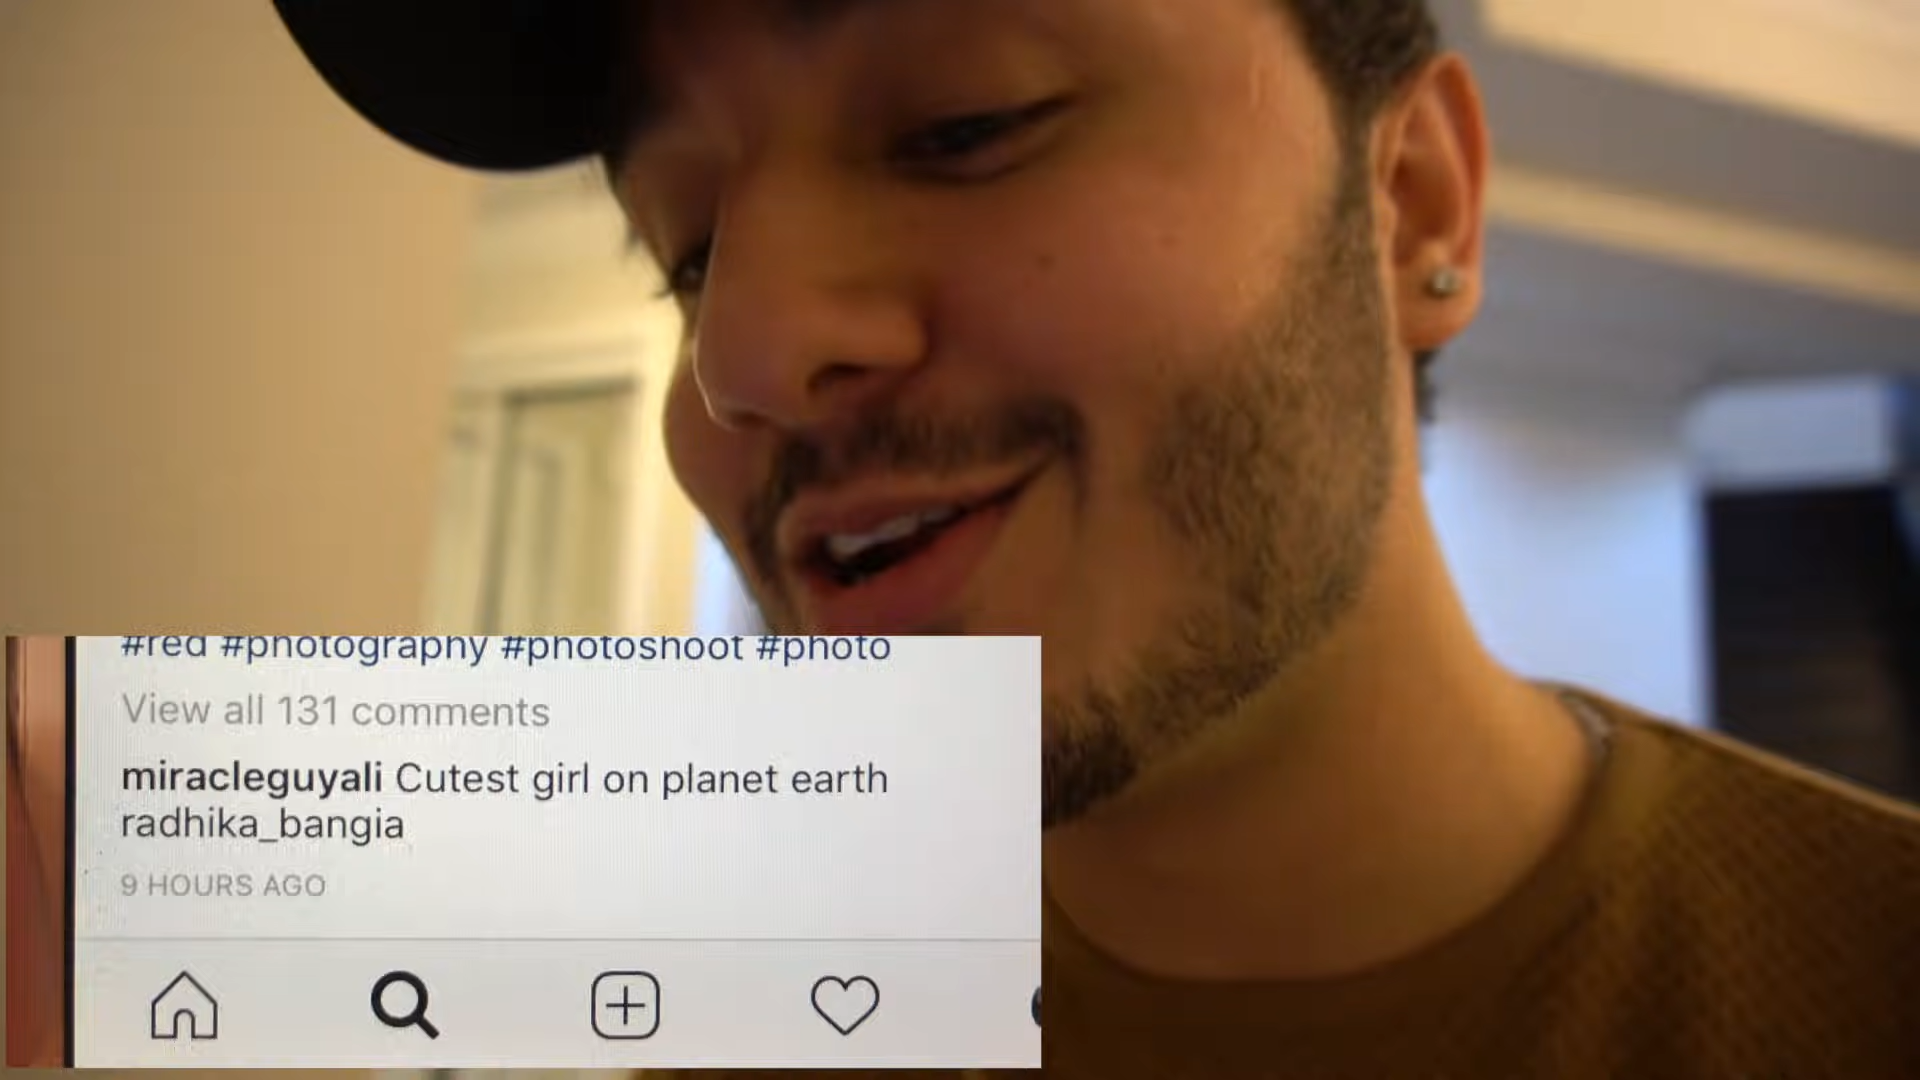 #red #photography #photoshoot #photo
View all 131 comments
miracleguyali Cutest girl on planet earth
radhika_bangia
9 HOURS AGO